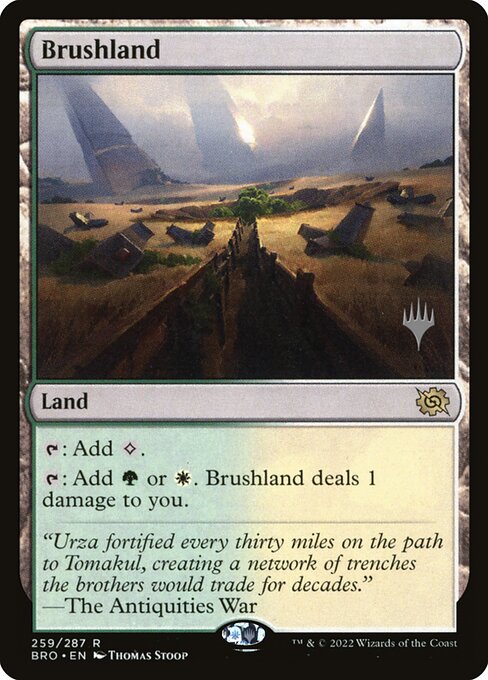 Brushland
Land
: Add .
: Add or . Brushland deals 1
damage to you.
“Urza fortified every thirty miles on the path
to Tomakul, creating a network of trenches
the brothers would trade for decades.”
—The Antiquities War
259/287 R
BRO • EN Thomas Stoop
™ & © 2022 Wizards of the Coast